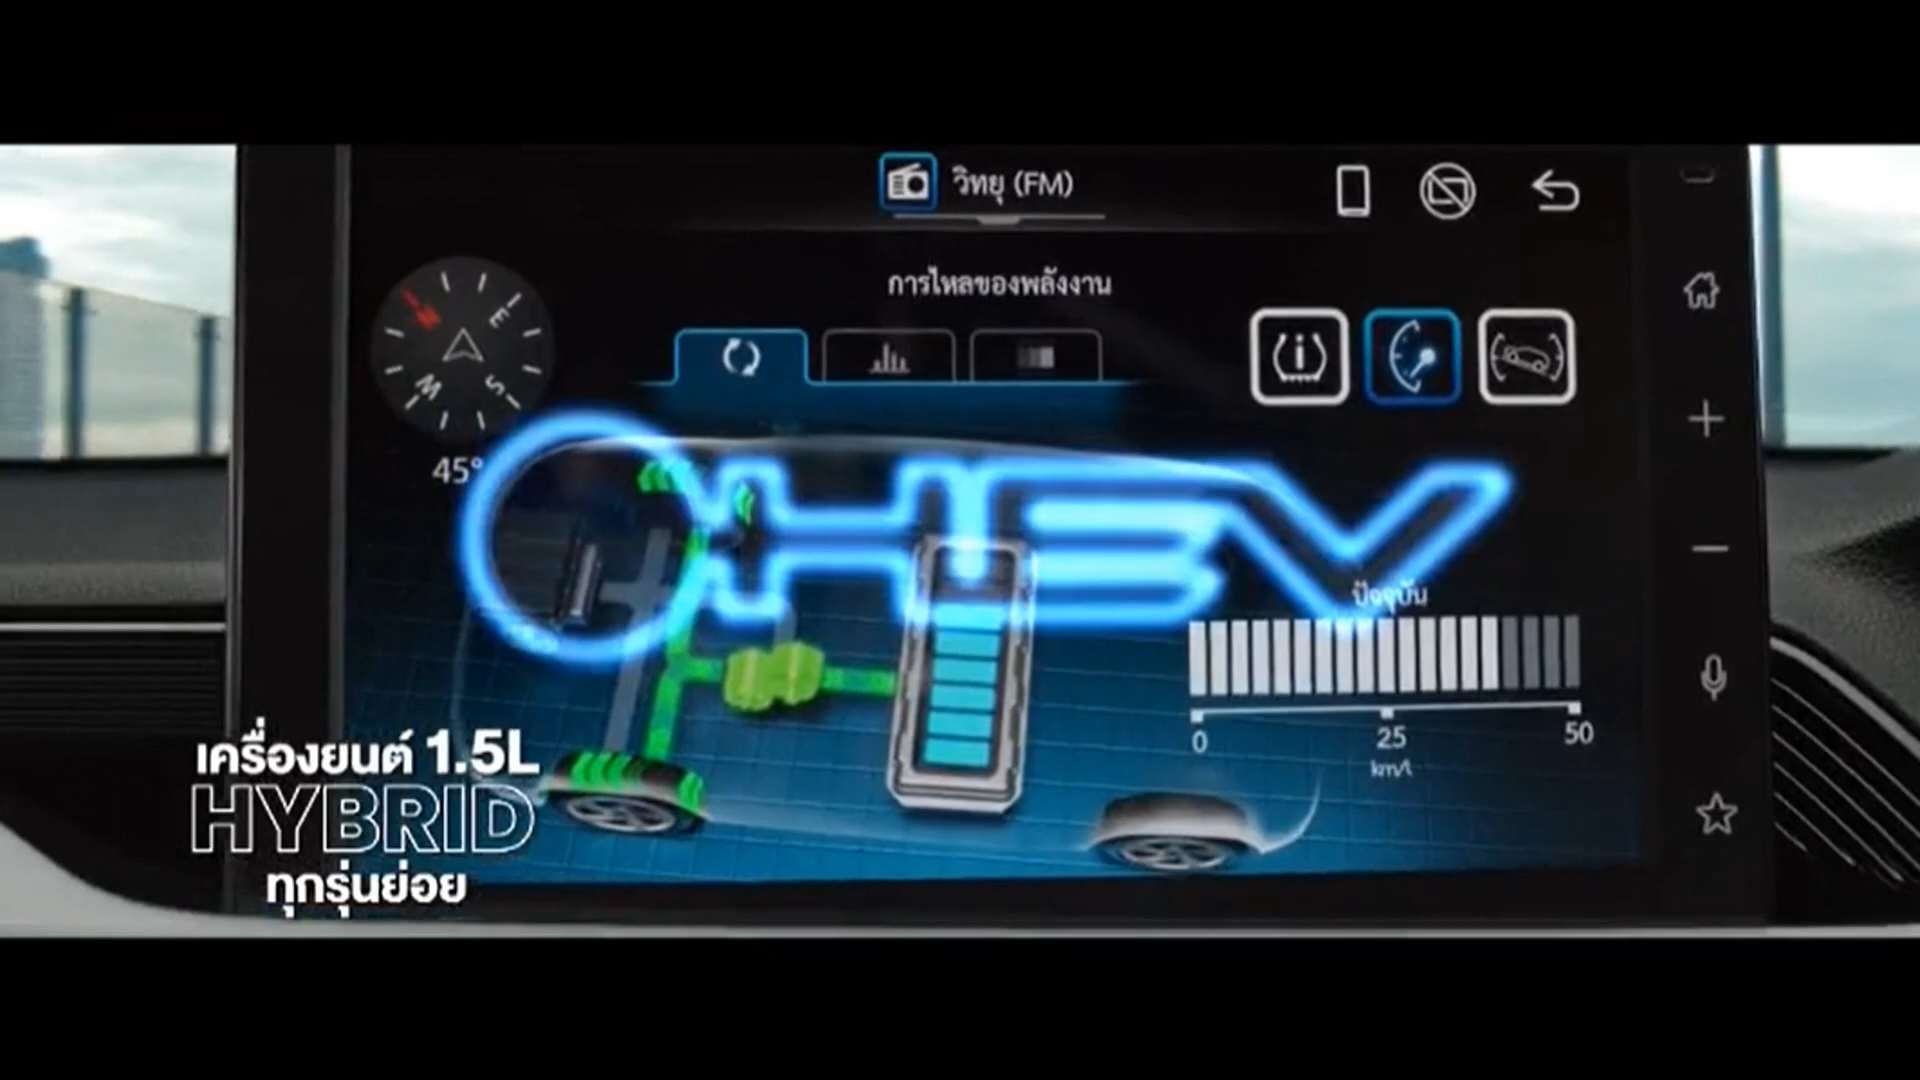 วิทยุ (FM)
การไหลของพลังงาน
N
E
W
S
45°
HEV
ปัจจุบัน
0
25
50
km/l
เครื่องยนต์ 1.5L
HYBRID
ทุกรุ่นย่อย